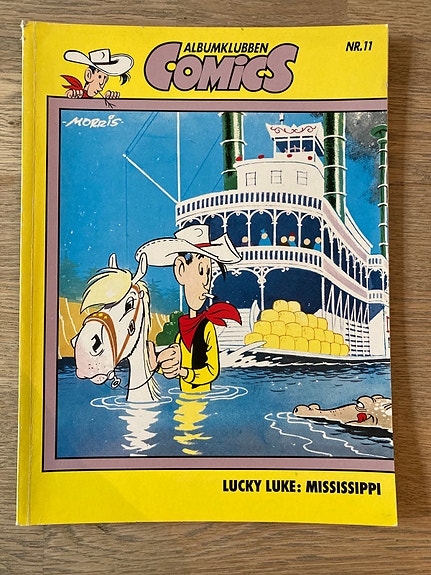 ALBUMKLUBBEN
COMICS
NR.11
-MORRIS-
LUCKY LUKE: MISSISSIPPI